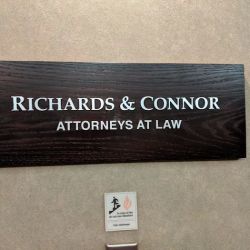 RICHARDS & CONNOR
ATTORNEYS AT LAW